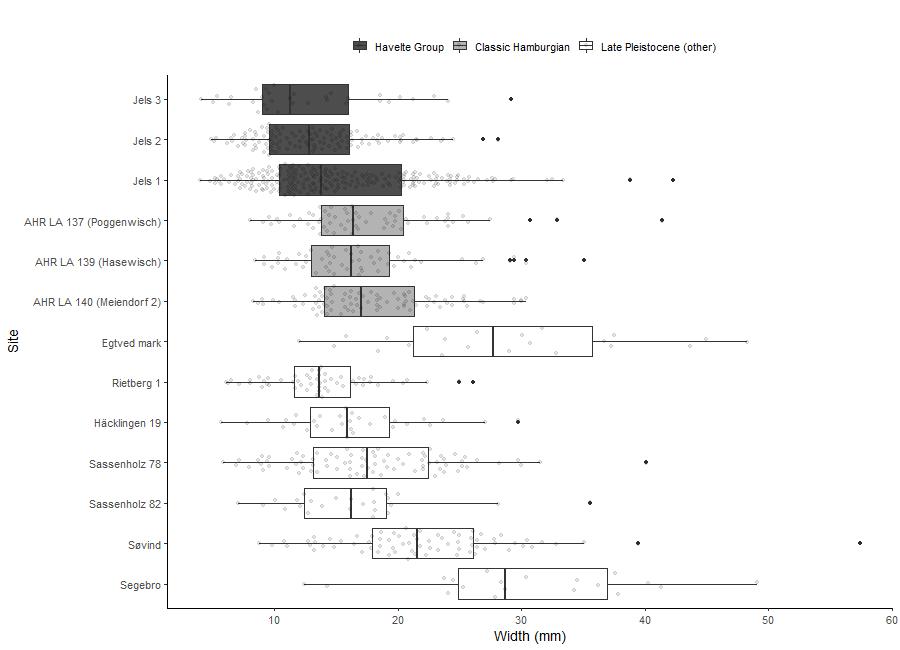 Havelte Group Classic Hamburgian Late Pleistocene (other)
Jels 3
Jels 2
Jels 1
AHR LA 137 (Poggenwisch)
AHR LA 139 (Hasewisch)
AHR LA 140 (Meiendorf 2)
Egtved mark
Rietberg 1
Häcklingen 19
Sassenholz 78
Sassenholz 82
Søvind
Segebro
Site
10 20 30 40 50 60
Width (mm)